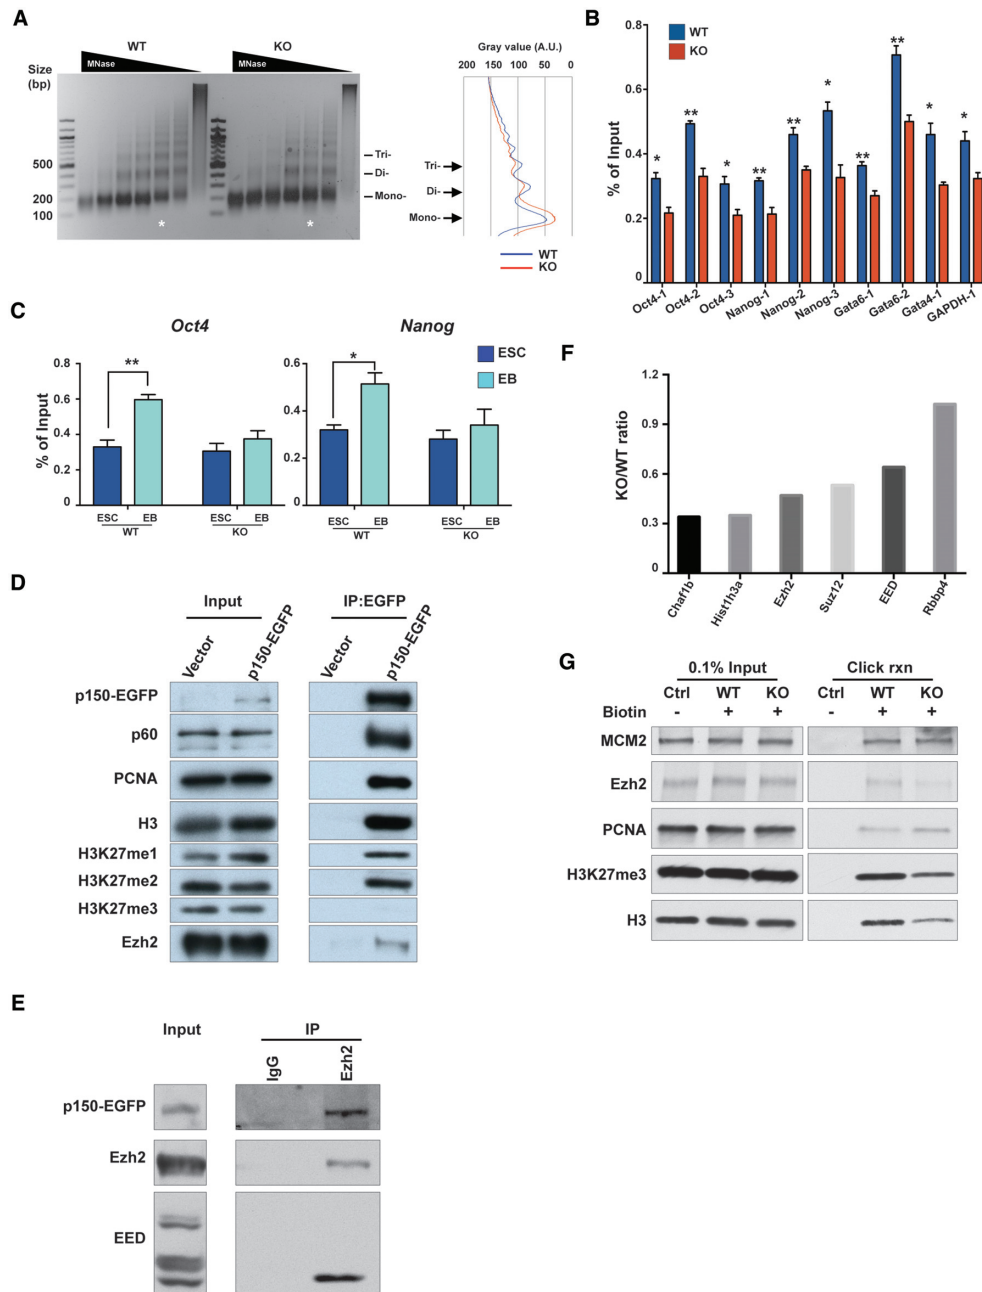 A
WT
KO
MNase
MNase
Size
(bp)
500
200
100
Tri-
Di-
Mono-
*
*
Gray value (A.U.)
200 150 100 50 0
Tri-
Di-
Mono-
WT
KO
B
WT
KO
% of Input
0.8
0.6
0.4
0.2
0
* ** * ** ** * ** ** * *
Oct4-1
Oct4-2
Oct4-3
Nanog-1
Nanog-2
Nanog-3
Gata6-1
Gata6-2
Gata4-1
GAPDH-1
C
Oct4
Nanog
ESC
EB
% of Input
0.8
0.6
0.4
0.2
0
**
ESC EB ESC EB
WT KO
0.6
0.4
0.2
0
*
ESC EB ESC EB
WT KO
F
KO/WT ratio
1.2
0.9
0.6
0.3
0
Chaf1b
Hist1h3a
Ezh2
Suz12
EED
Rbbp4
D
Input
IP:EGFP
Vector
p150-EGFP
Vector
p150-EGFP
p150-EGFP
p60
PCNA
H3
H3K27me1
H3K27me2
H3K27me3
Ezh2
G
0.1% Input
Click rxn
Ctrl WT KO Ctrl WT KO
Biotin - + + - + +
MCM2
Ezh2
PCNA
H3K27me3
H3
E
Input
IP
IgG
Ezh2
p150-EGFP
Ezh2
EED